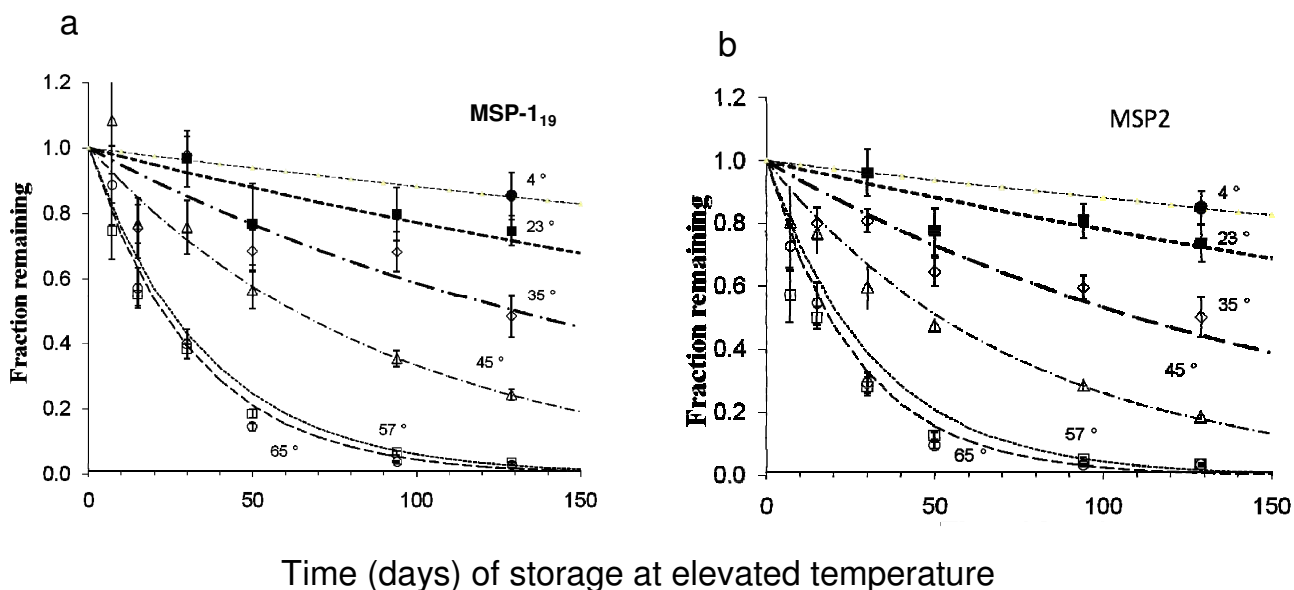 a
1.2
1.0
0.8
0.6
0.4
0.2
0.0
Fraction remaining
MSP-1₁₉
4 °
23 °
35 °
45 °
57 °
65 °
0 50 100 150
b
1.2
1.0
0.8
0.6
0.4
0.2
0.0
Fraction remaining
MSP2
4 °
23 °
35 °
45 °
57 °
65 °
0 50 100 150
Time (days) of storage at elevated temperature